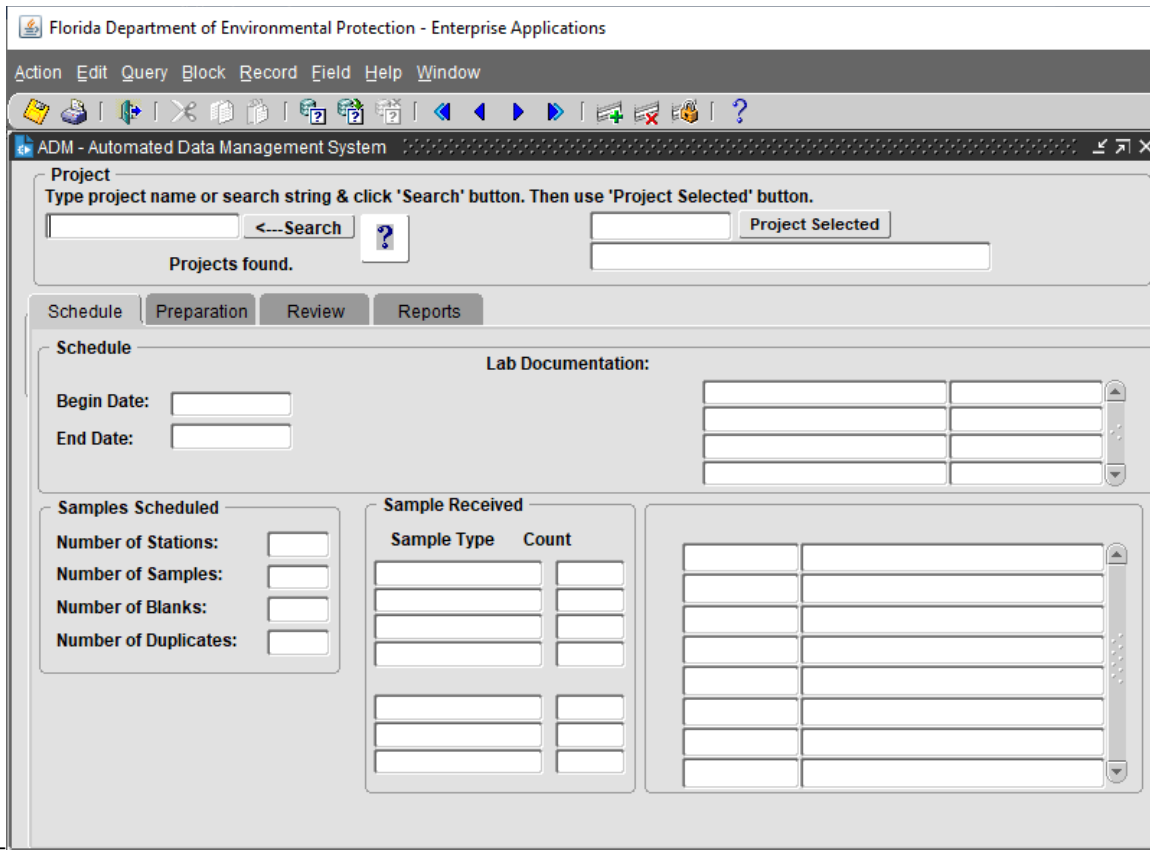 Florida Department of Environmental Protection - Enterprise Applications
Action Edit Query Block Record Field Help Window
ADM - Automated Data Management System
Project
Type project name or search string & click 'Search' button. Then use 'Project Selected' button.
<---Search ? Project Selected
Projects found.
Schedule Preparation Review Reports
Schedule
Lab Documentation:
Begin Date:
End Date:
Samples Scheduled
Number of Stations:
Number of Samples:
Number of Blanks:
Number of Duplicates:
Sample Received
Sample Type Count